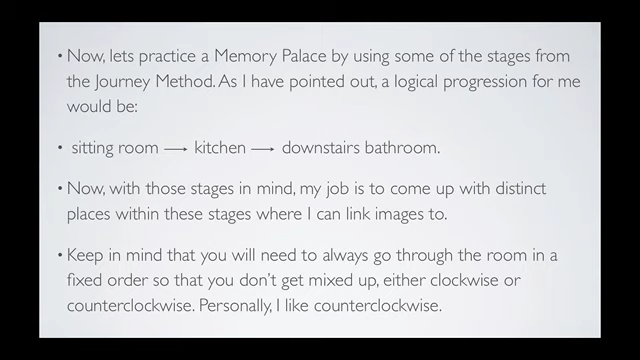 • Now, lets practice a Memory Palace by using some of the stages from
the Journey Method. As I have pointed out, a logical progression for me
would be:
• sitting room ⟶ kitchen ⟶ downstairs bathroom.
• Now, with those stages in mind, my job is to come up with distinct
places within these stages where I can link images to.
• Keep in mind that you will need to always go through the room in a
fixed order so that you don't get mixed up, either clockwise or
counterclockwise. Personally, I like counterclockwise.